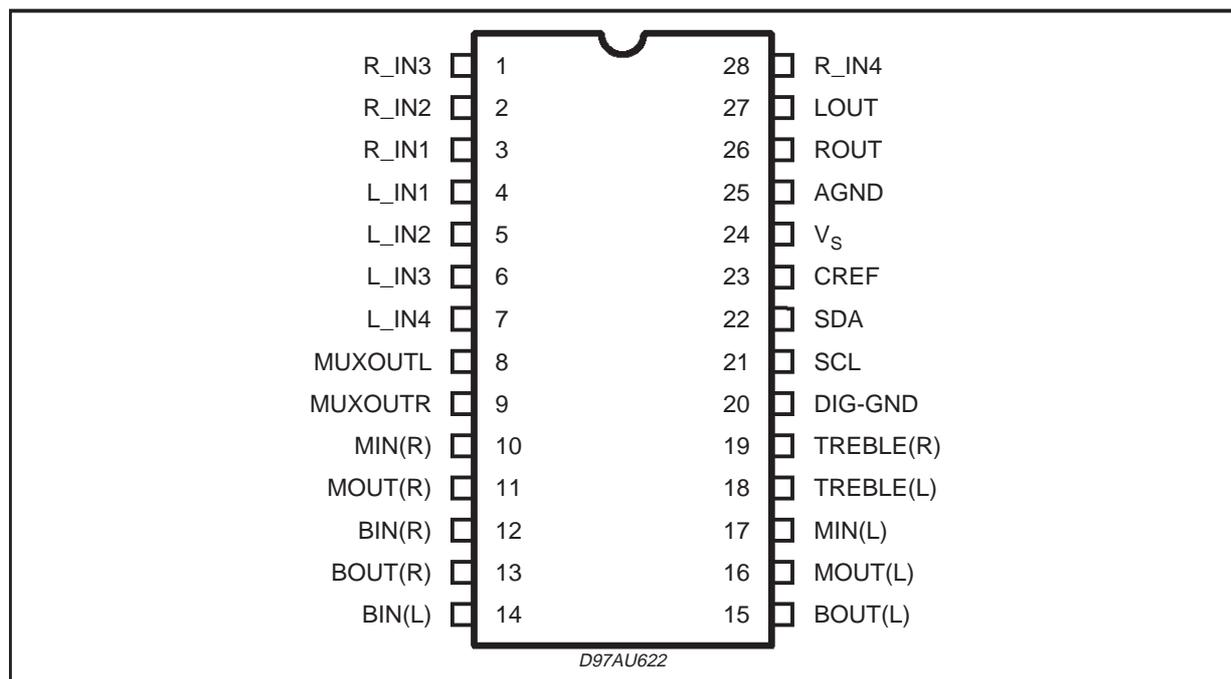 R_IN3 1 28 R_IN4
R_IN2 2 27 LOUT
R_IN1 3 26 ROUT
L_IN1 4 25 AGND
L_IN2 5 24 VS
L_IN3 6 23 CREF
L_IN4 7 22 SDA
MUXOUTL 8 21 SCL
MUXOUTR 9 20 DIG-GND
MIN(R) 10 19 TREBLE(R)
MOUT(R) 11 18 TREBLE(L)
BIN(R) 12 17 MIN(L)
BOUT(R) 13 16 MOUT(L)
BIN(L) 14 15 BOUT(L)
D97AU622